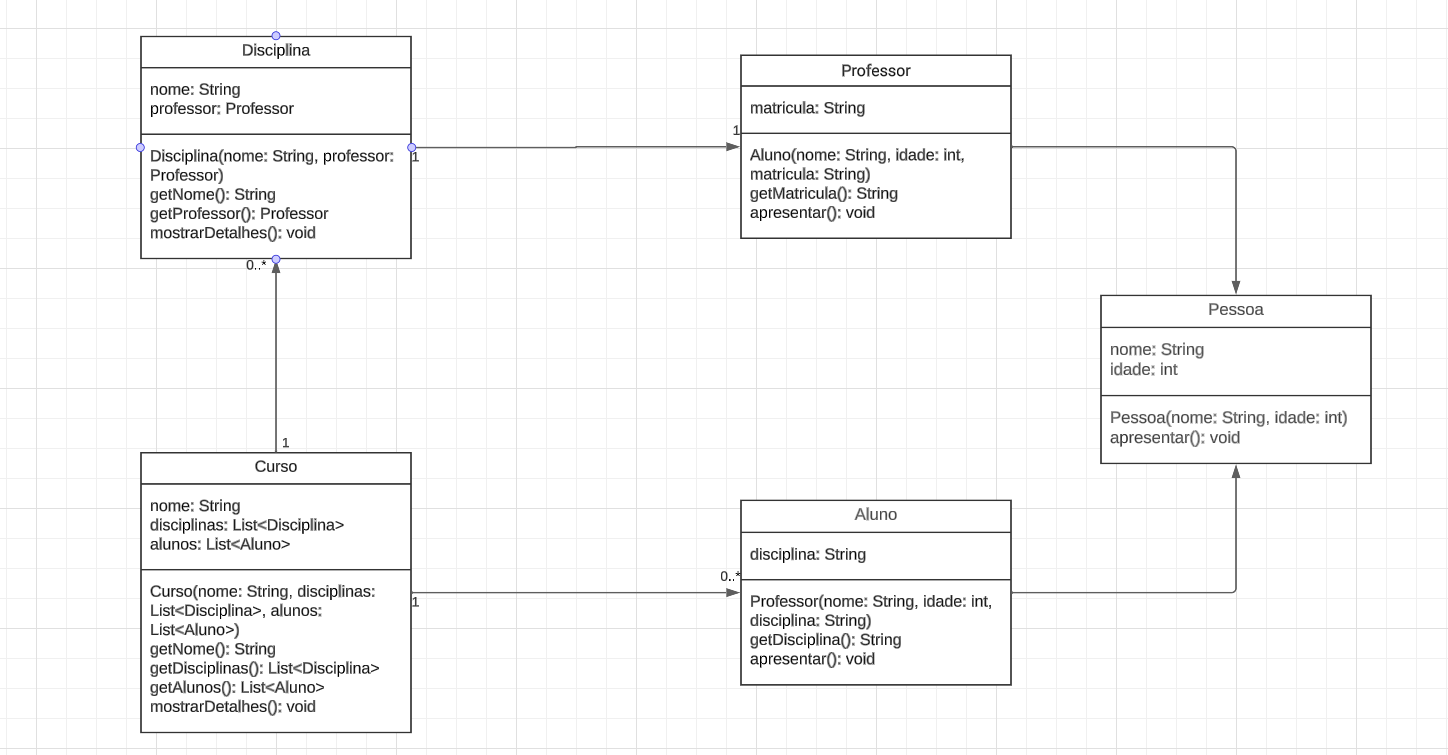 Disciplina
nome: String
professor: Professor
Disciplina(nome: String, professor:
Professor)
getNome(): String
getProfessor(): Professor
mostrarDetalhes(): void
1
0..*
Professor
matricula: String
1
Aluno(nome: String, idade: int,
matricula: String)
getMatricula(): String
apresentar(): void
Pessoa
nome: String
idade: int
Pessoa(nome: String, idade: int)
apresentar(): void
1
Curso
nome: String
disciplinas: List<Disciplina>
alunos: List<Aluno>
Curso(nome: String, disciplinas:
List<Disciplina>, alunos:
List<Aluno>)
getNome(): String
getDisciplinas(): List<Disciplina>
getAlunos(): List<Aluno>
mostrarDetalhes(): void
1
Aluno
disciplina: String
0..*
Professor(nome: String, idade: int,
disciplina: String)
getDisciplina(): String
apresentar(): void